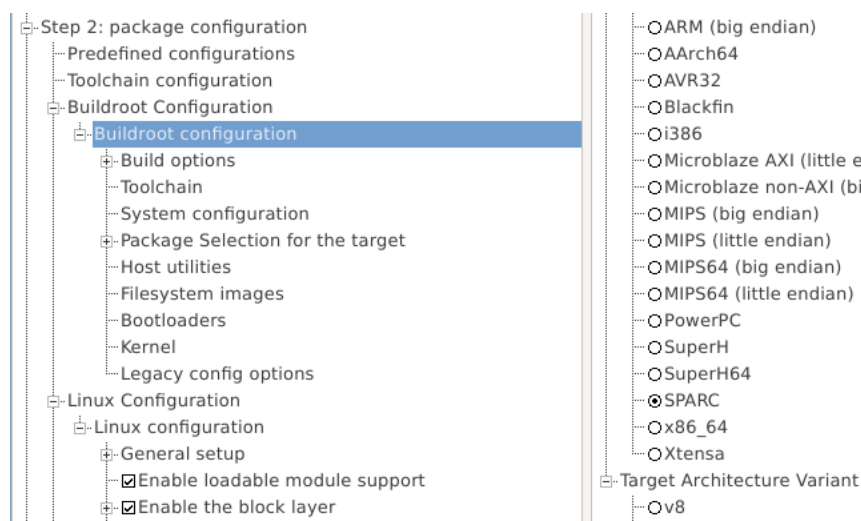 Step 2: package configuration
Predefined configurations
Toolchain configuration
Buildroot Configuration
Buildroot configuration
Build options
Toolchain
System configuration
Package Selection for the target
Host utilities
Filesystem images
Bootloaders
Kernel
Legacy config options
Linux Configuration
Linux configuration
General setup
Enable loadable module support
Enable the block layer
ARM (big endian)
AArch64
AVR32
Blackfin
i386
Microblaze AXI (little e
Microblaze non-AXI (bi
MIPS (big endian)
MIPS (little endian)
MIPS64 (big endian)
MIPS64 (little endian)
PowerPC
SuperH
SuperH64
SPARC
x86_64
Xtensa
Target Architecture Variant
v8